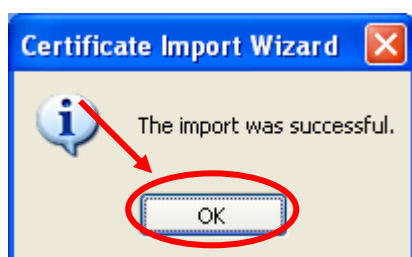 Certificate Import Wizard
The import was successful.
OK